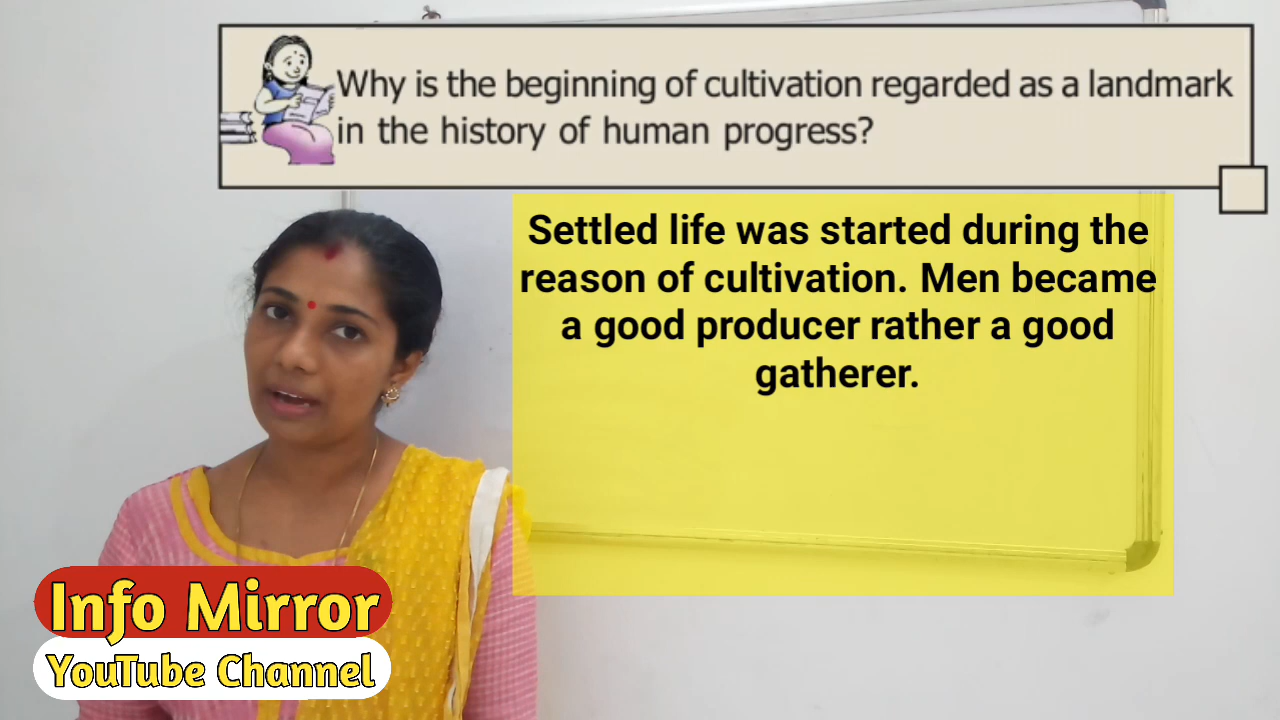 Why is the beginning of cultivation regarded as a landmark
in the history of human progress?
Settled life was started during the
reason of cultivation. Men became
a good producer rather a good
gatherer.
Info Mirror
YouTube Channel